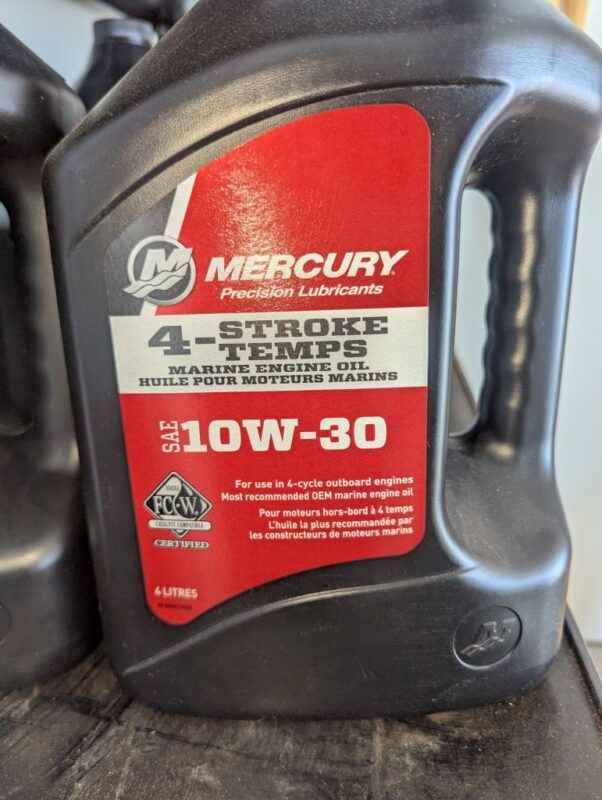 MERCURY
Precision Lubricants
4-STROKE
TEMPS
MARINE ENGINE OIL
HUILE POUR MOTEURS MARINS
SAE 10W-30
For use in 4-cycle outboard engines
Most recommended OEM marine engine oil
Pour moteurs hors-bord à 4 temps
L'huile la plus recommandée par
les constructeurs de moteurs marins
FC-W
CATALYST COMPATIBLE
CERTIFIED
4 LITRES